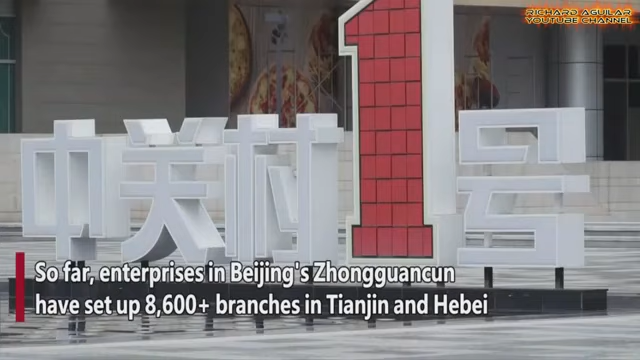 RICHARD AGUILAR
YOUTUBE CHANNEL
中关村1号
So far, enterprises in Beijing's Zhongguancun
have set up 8,600+ branches in Tianjin and Hebei